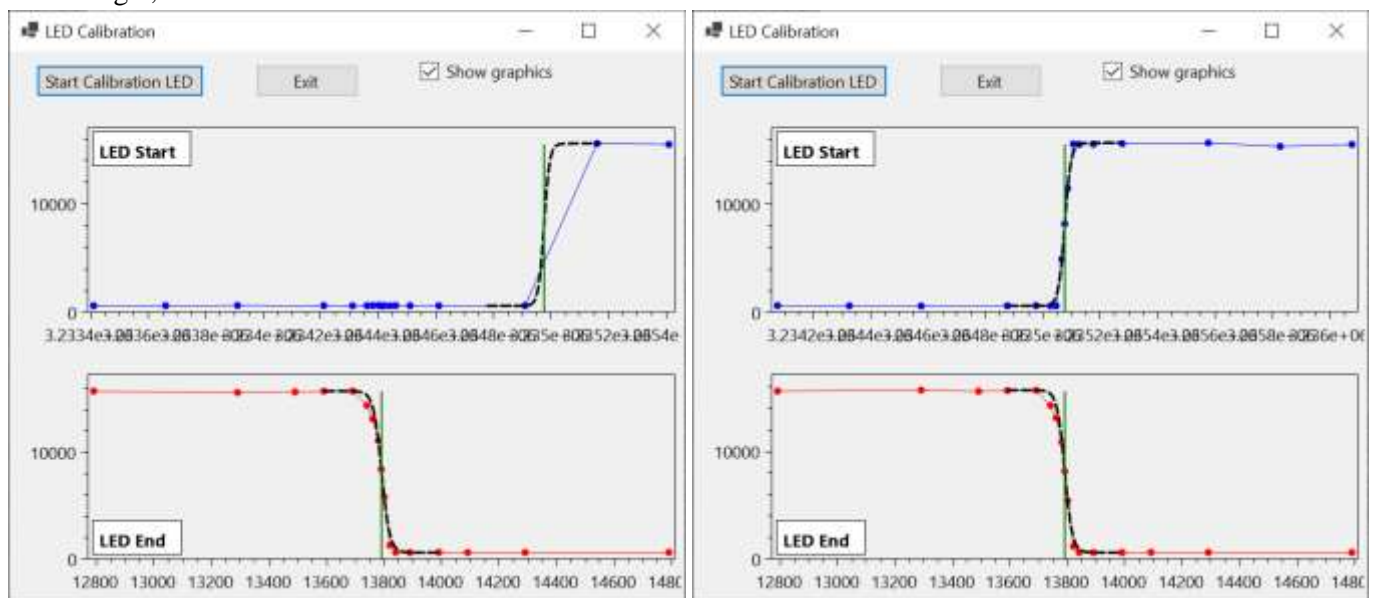 LED Calibration
Start Calibration LED
Exit
Show graphics
LED Start
10000
0
LED End
10000
0
12800 13000 13200 13400 13600 13800 14000 14200 14400 14600 1480
LED Calibration
Start Calibration LED
Exit
Show graphics
LED Start
10000
0
LED End
10000
0
12800 13000 13200 13400 13600 13800 14000 14200 14400 14600 1480